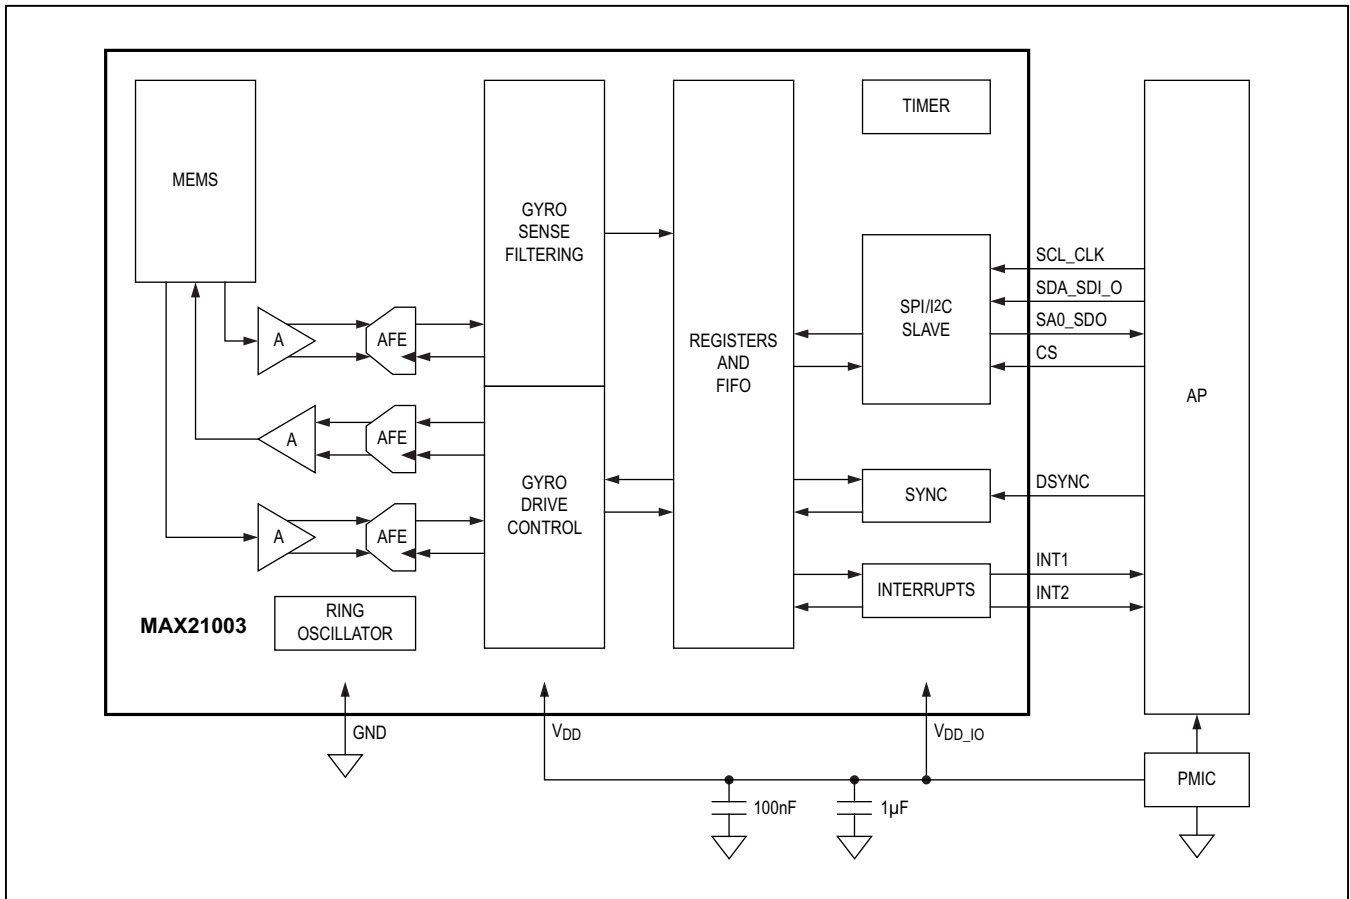 MEMS
GYRO
SENSE
FILTERING
REGISTERS
AND
FIFO
TIMER
SPI/I2C
SLAVE
SCL_CLK
SDA_SDI_O
SA0_SDO
CS
AP
A
AFE
A
AFE
A
AFE
GYRO
DRIVE
CONTROL
SYNC
DSYNC
INTERRUPTS
INT1
INT2
MAX21003
RING
OSCILLATOR
GND
VDD
VDD_IO
PMIC
100nF
1µF